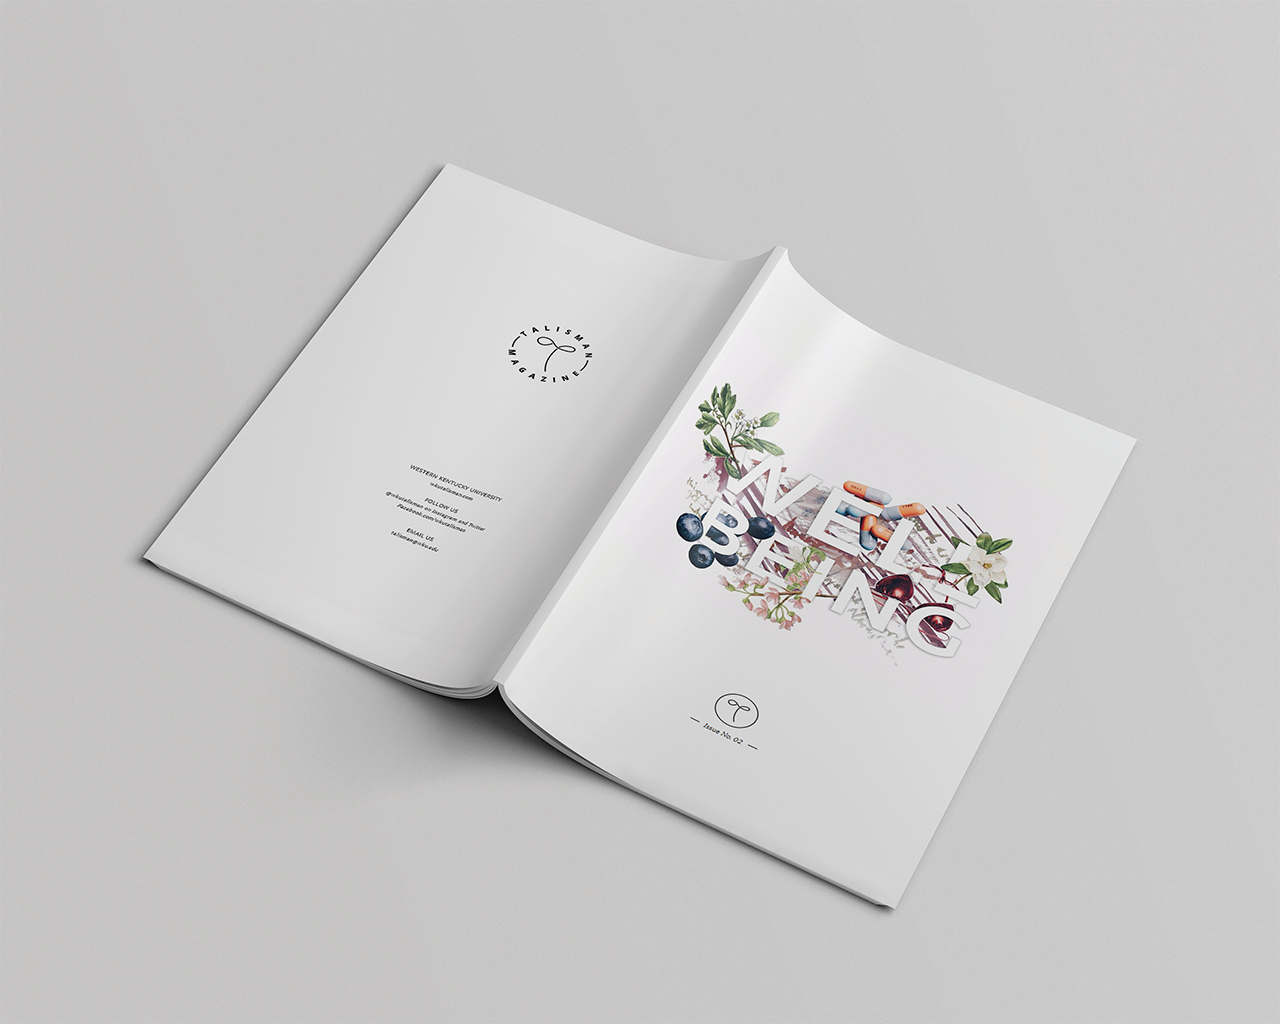 TALISMAN
MAGAZINE
WESTERN KENTUCKY UNIVERSITY
wkutalisman.com
FOLLOW US
@wkutalisman on Instagram and Twitter
Facebook.com/wkutalisman
EMAIL US
talisman@wku.edu
WELL
BEING
Issue No. 02